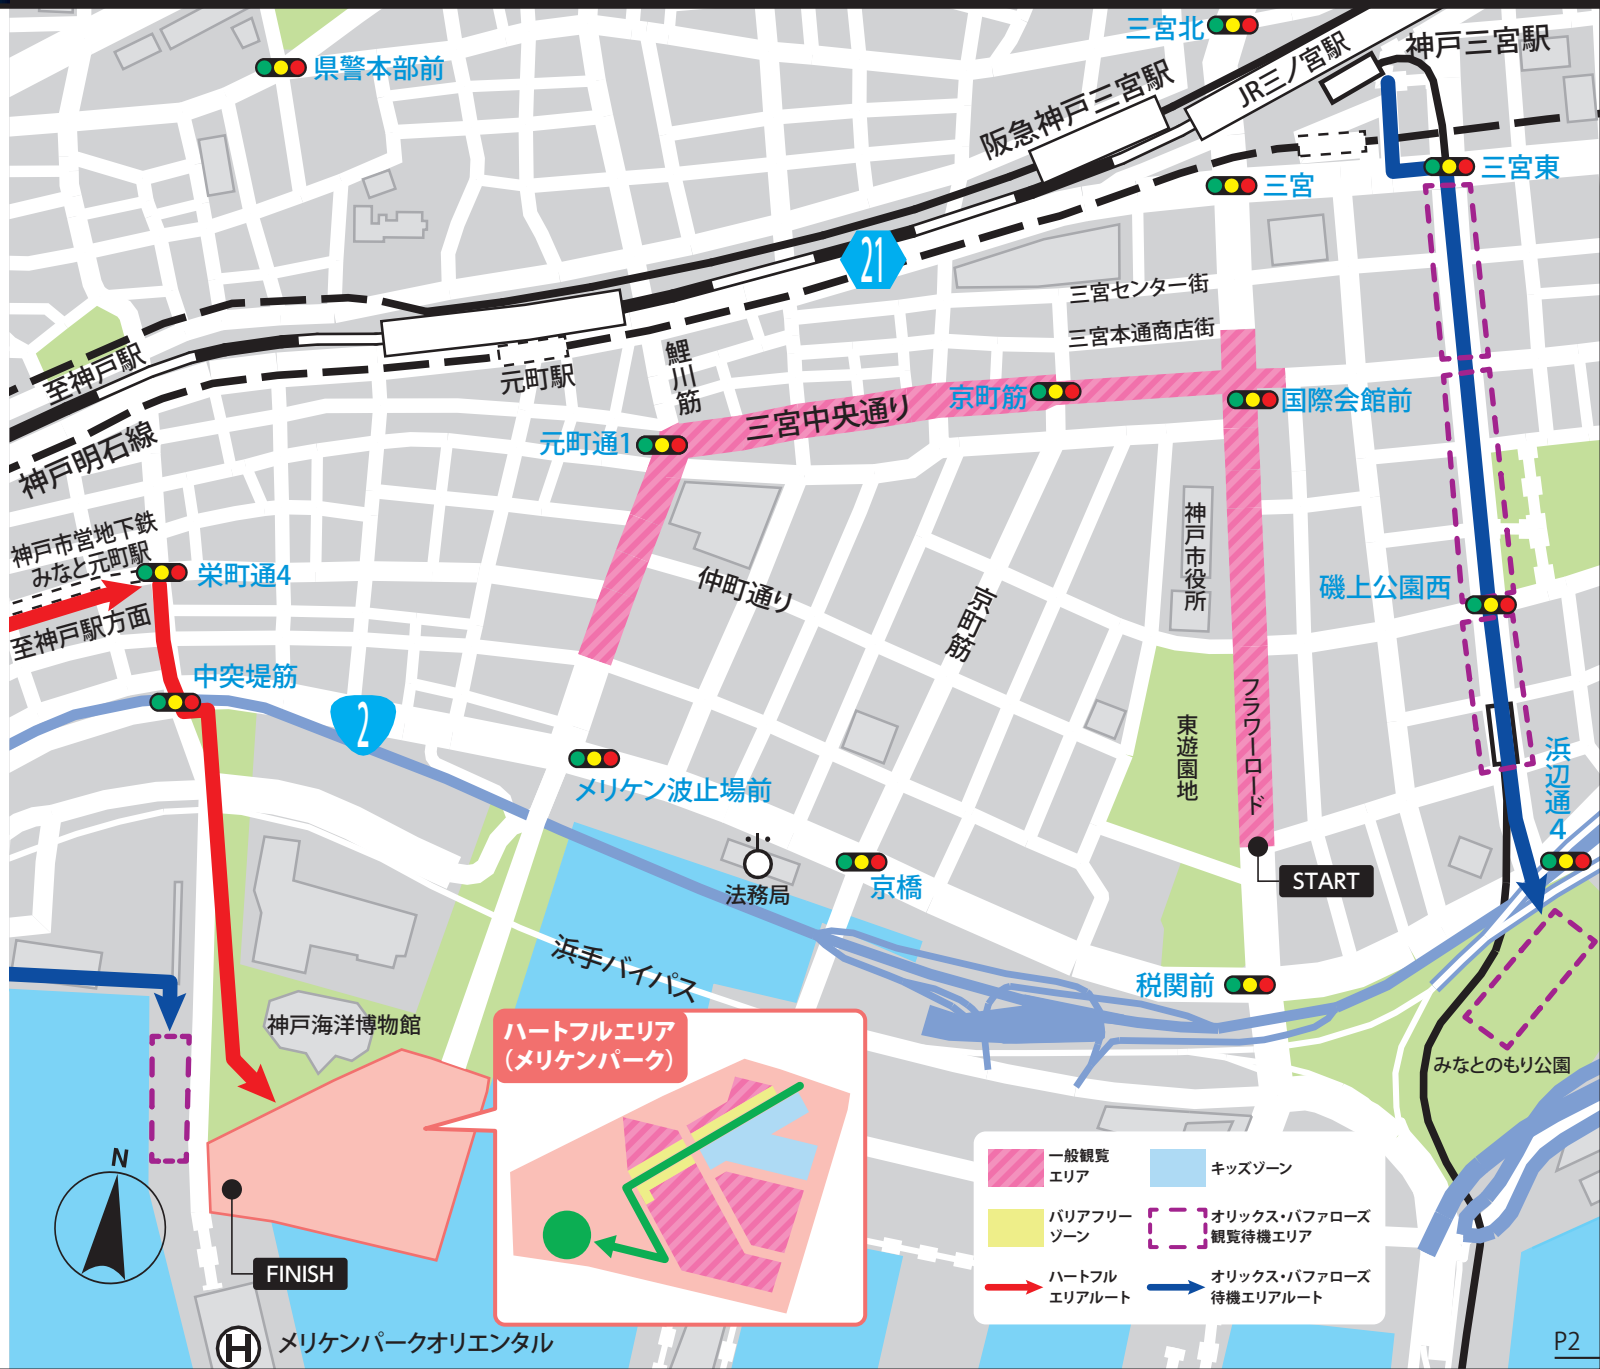 三宮北
神戸三宮駅
県警本部前
JR三ノ宮駅
阪急神戸三宮駅
三宮東
三宮
21
三宮センター街
三宮本通商店街
至神戸駅
元町駅
鯉川筋
神戸明石線
元町通1
三宮中央通り
京町筋
国際会館前
神戸市営地下鉄
みなと元町駅
栄町通4
至神戸駅方面
仲町通り
京町筋
神戸市役所
磯上公園西
中突堤筋
2
フラワーロード
東遊園地
メリケン波止場前
浜辺通4
法務局
京橋
START
浜手バイパス
税関前
神戸海洋博物館
ハートフルエリア
（メリケンパーク）
みなとのもり公園
N
FINISH
メリケンパークオリエンタル
H
一般観覧
エリア
キッズゾーン
バリアフリー
ゾーン
オリックス・バファローズ
観覧待機エリア
ハートフル
エリアルート
オリックス・バファローズ
待機エリアルート
P2